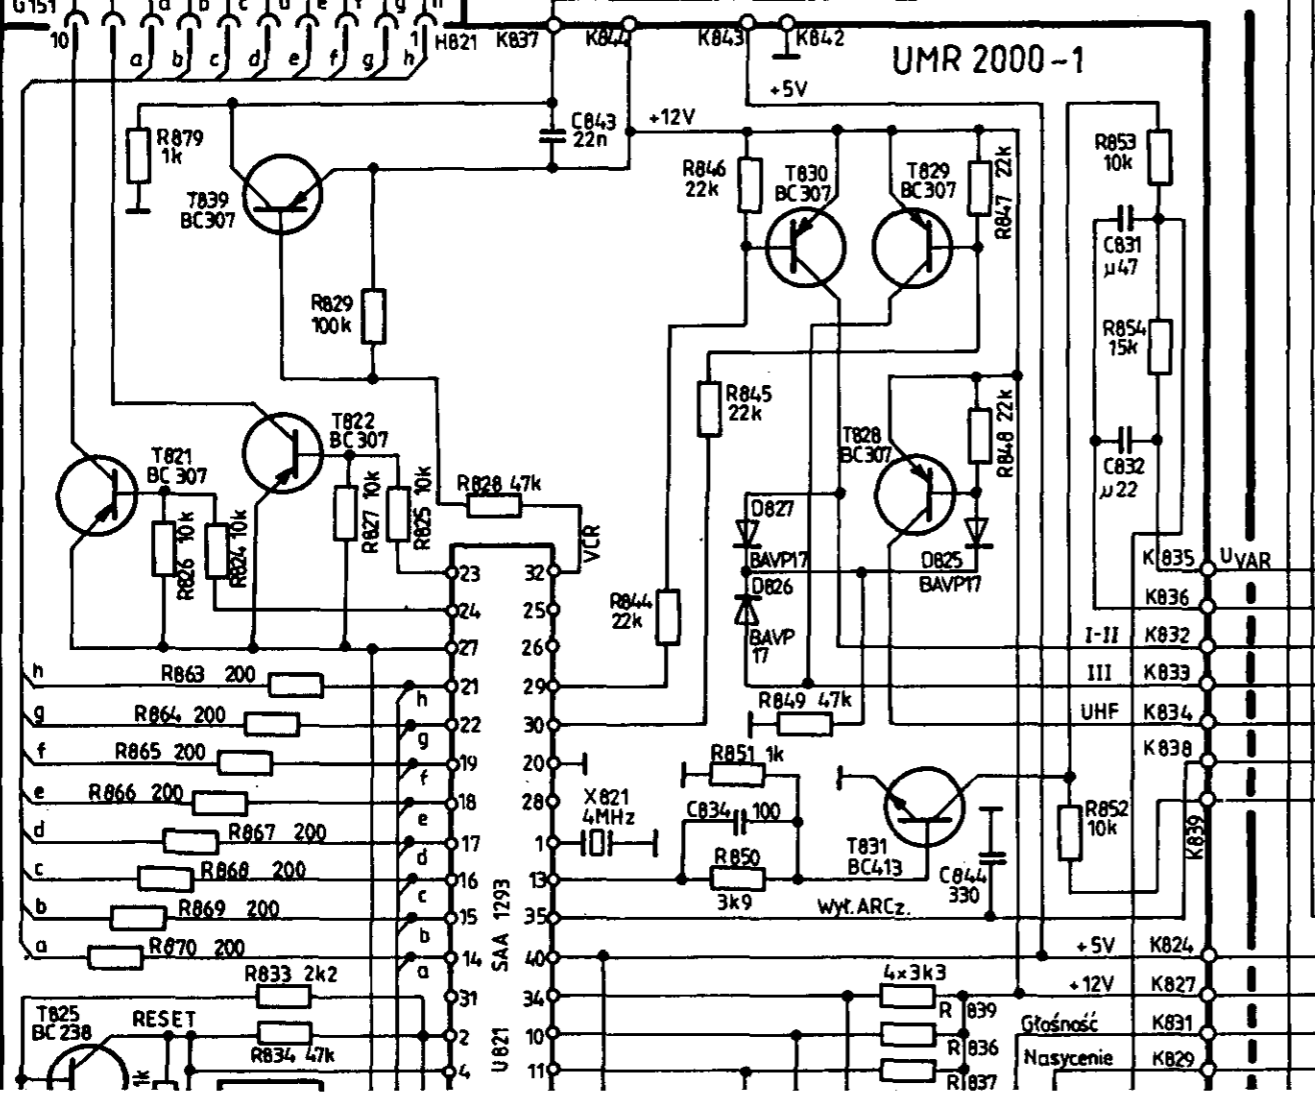 G151
a b c d e f g h
10
1
H821
K837
K844
K843
K842
UMR 2000-1
a b c d e f g h
+5V
R879
1k
C843
22n
+12V
T839
BC307
R846
22k
T830
BC307
T829
BC307
22k
R847
R853
10k
C831
µ47
R829
100k
R854
15k
R845
22k
T822
BC307
T828
BC307
R848 22k
C832
µ22
T821
BC307
R828 47k
R826 10k
R824 10k
R827 10k
R825 10k
VCR
D827
BAVP17
D826
BAVP
17
D825
BAVP17
K835
UVAR
K836
I-II K832
III K833
UHF K834
K838
K839
23
24
27
21
22
19
18
17
16
15
14
31
2
4
32
25
26
29
30
20
28
1
13
35
40
34
10
11
R844
22k
h R863 200 h
g R864 200 g
f R865 200 f
e R866 200 e
d R867 200 d
c R868 200 c
b R869 200 b
a R870 200 a
R849 47k
R851 1k
C834 100
R850
3k9
X821
4MHz
T831
BC413
C844
330
R852
10k
Wył. ARCz.
SAA 1293
U821
+5V K824
+12V K827
4×3k3
R 839
R 836
R 837
Głośność K831
Nasycenie K829
R833 2k2
T825
BC238
RESET
R834 47k
1k